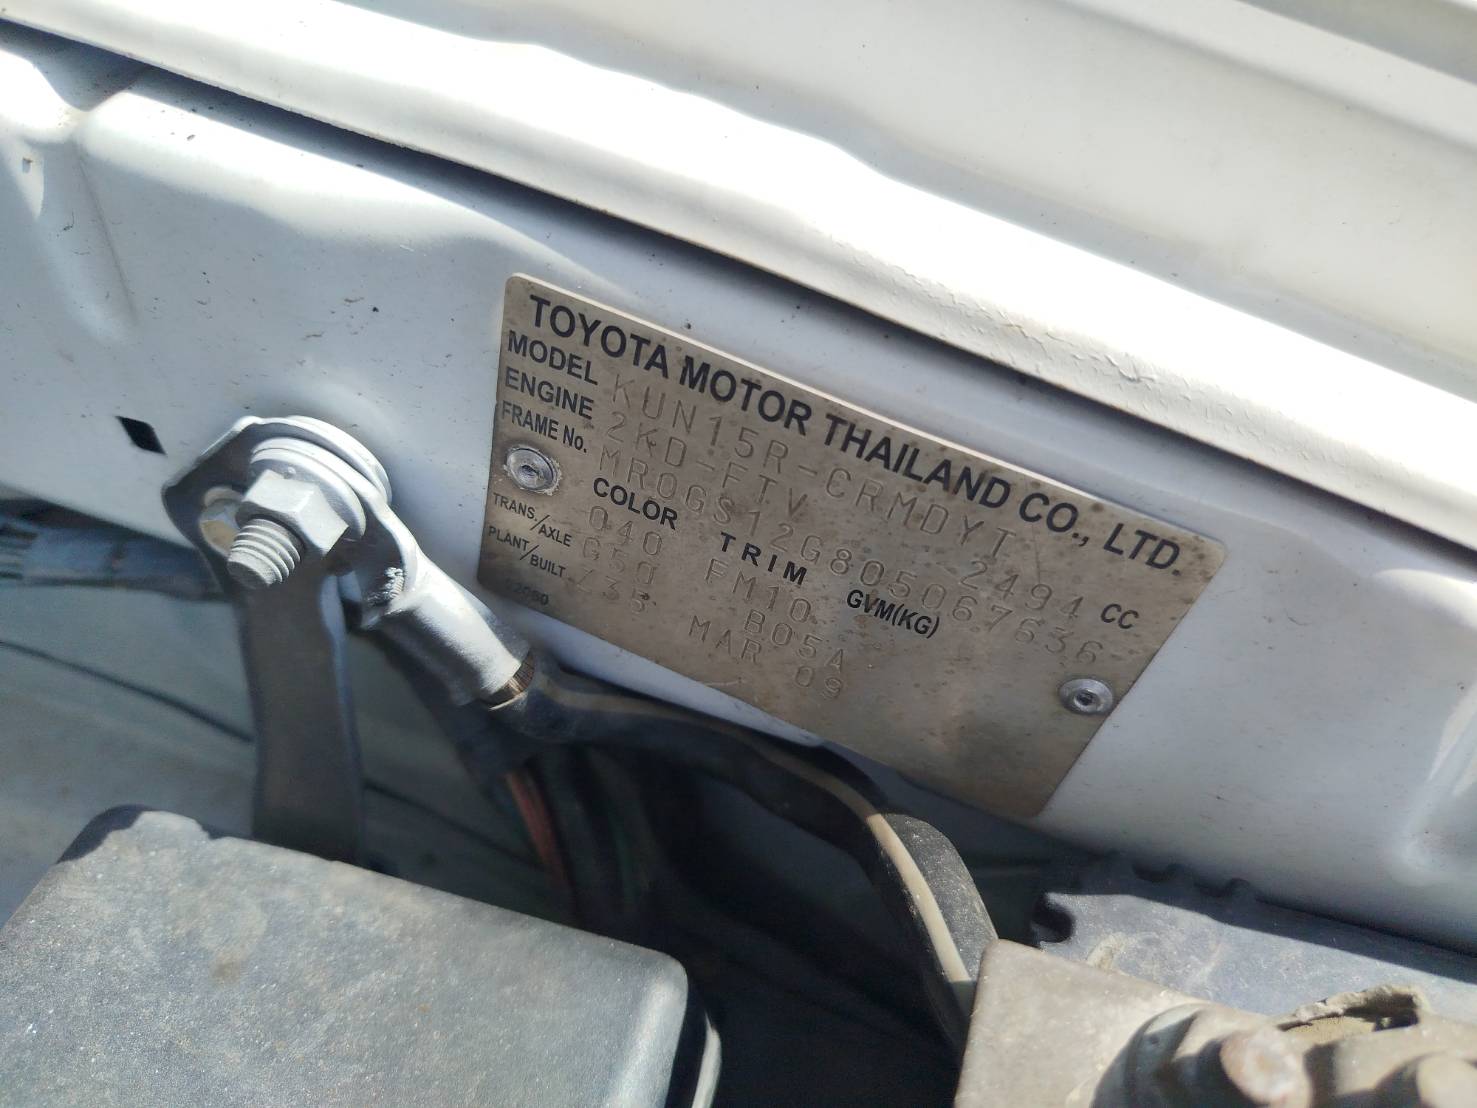 TOYOTA MOTOR THAILAND CO., LTD.
MODEL KUN15R-CRMDYT
ENGINE 2KD-FTV 2494 CC
FRAME No. MR0GS12G805067636
COLOR TRIM GVM(KG)
040 FM10
TRANS./AXLE G50 B05A
PLANT/BUILT Z35 MAR 09